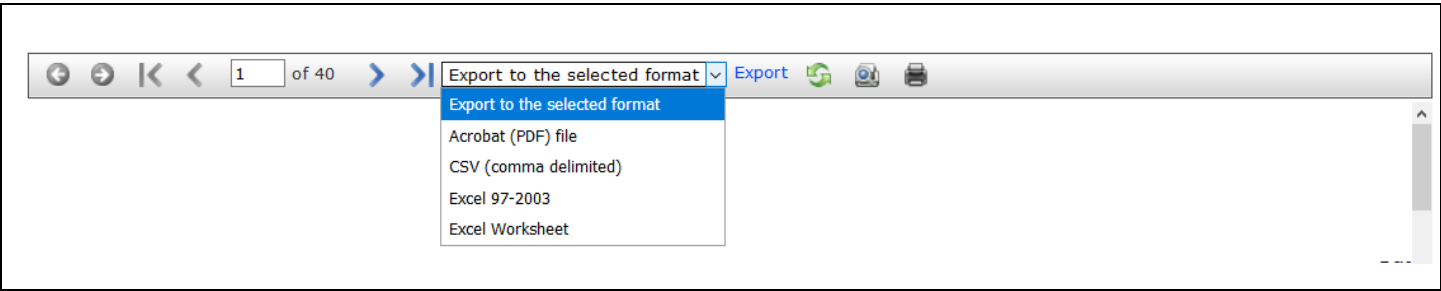 1 of 40 Export to the selected format Export
Export to the selected format
Acrobat (PDF) file
CSV (comma delimited)
Excel 97-2003
Excel Worksheet